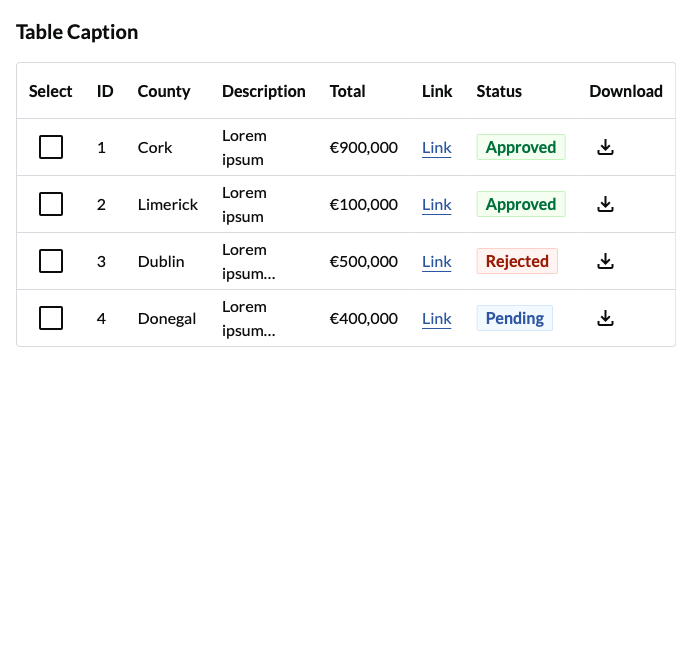 Table Caption
Select ID County Description Total Link Status Download
1 Cork Lorem ipsum €900,000 Link Approved
2 Limerick Lorem ipsum €100,000 Link Approved
3 Dublin Lorem ipsum... €500,000 Link Rejected
4 Donegal Lorem ipsum... €400,000 Link Pending